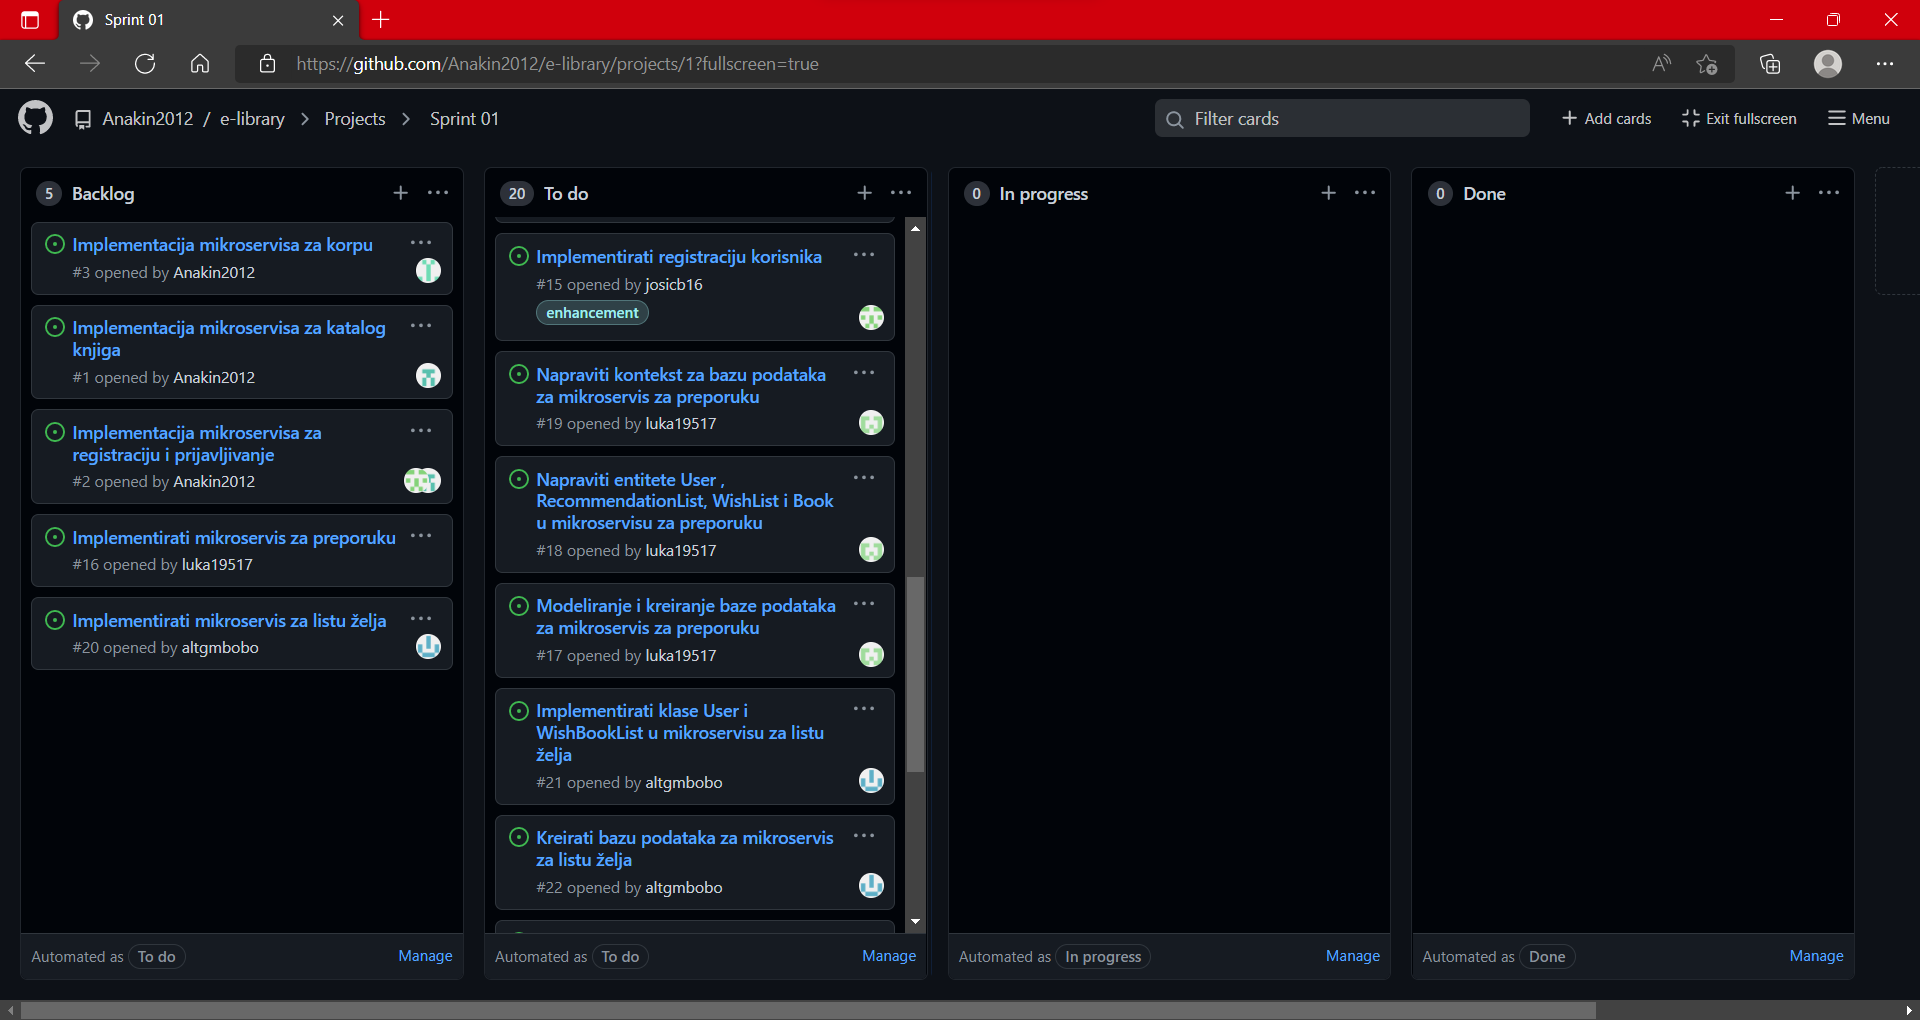 Sprint 01
https://github.com/Anakin2012/e-library/projects/1?fullscreen=true
Anakin2012 / e-library > Projects > Sprint 01
Filter cards
Add cards
Exit fullscreen
Menu
5 Backlog
Implementacija mikroservisa za korpu
#3 opened by Anakin2012
Implementacija mikroservisa za katalog
knjiga
#1 opened by Anakin2012
Implementacija mikroservisa za
registraciju i prijavljivanje
#2 opened by Anakin2012
Implementirati mikroservis za preporuku
#16 opened by luka19517
Implementirati mikroservis za listu želja
#20 opened by altgmbobo
Automated as To do
Manage
20 To do
Implementirati registraciju korisnika
#15 opened by josicb16
enhancement
Napraviti kontekst za bazu podataka
za mikroservis za preporuku
#19 opened by luka19517
Napraviti entitete User ,
RecommendationList, WishList i Book
u mikroservisu za preporuku
#18 opened by luka19517
Modeliranje i kreiranje baze podataka
za mikroservis za preporuku
#17 opened by luka19517
Implementirati klase User i
WishBookList u mikroservisu za listu
želja
#21 opened by altgmbobo
Kreirati bazu podataka za mikroservis
za listu želja
#22 opened by altgmbobo
Automated as To do
Manage
0 In progress
Automated as In progress
Manage
0 Done
Automated as Done
Manage